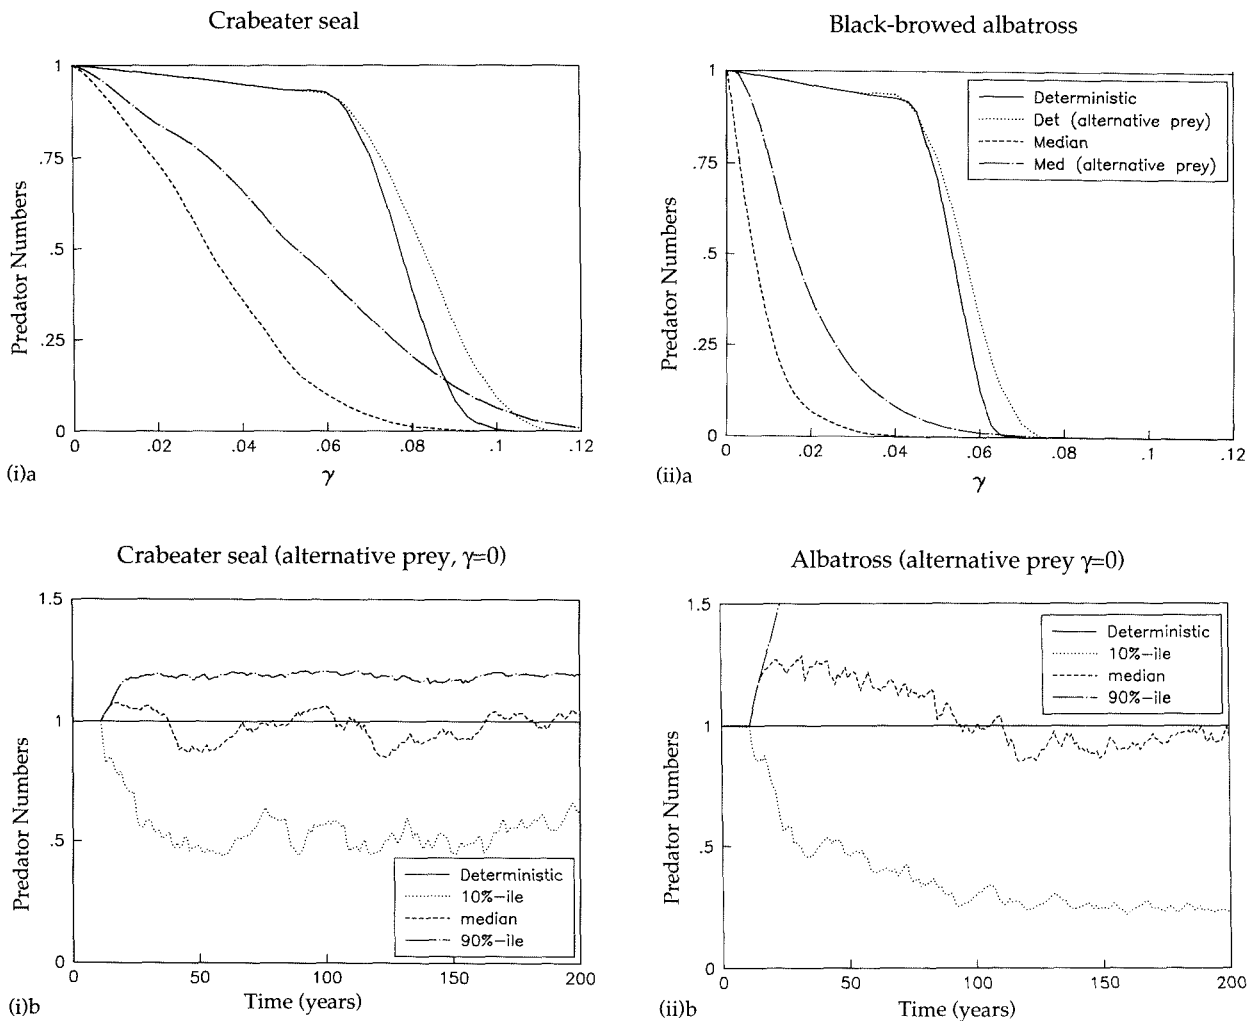 Crabeater seal
1
.75
.5
.25
0
Predator Numbers
0 .02 .04 .06 .08 .1 .12
γ
(i)a
Black-browed albatross
1
.75
.5
.25
0
Predator Numbers
Deterministic
Det (alternative prey)
Median
Med (alternative prey)
0 .02 .04 .06 .08 .1 .12
γ
(ii)a
Crabeater seal (alternative prey, γ=0)
1.5
1
.5
0
Predator Numbers
Deterministic
10%-ile
median
90%-ile
50 100 150 200
Time (years)
(i)b
Albatross (alternative prey γ=0)
1.5
1
.5
0
Predator Numbers
Deterministic
10%-ile
median
90%-ile
50 100 150 200
Time (years)
(ii)b